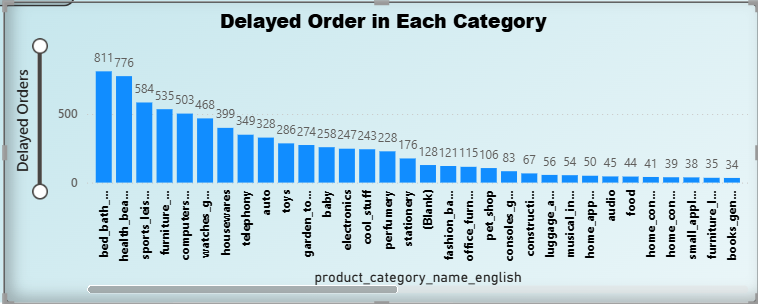 Delayed Order in Each Category
Delayed Orders
500
0
811
776
584
535
503
468
399
349
328
286
274
258
247
243
228
176
128
121
115
106
83
67
56
54
50
45
44
41
39
38
35
34
bed_bath_...
health_bea...
sports_leis...
furniture_...
computers...
watches_g...
housewares
telephony
auto
toys
garden_to...
baby
electronics
cool_stuff
perfumery
stationery
(Blank)
fashion_ba...
office_furn...
pet_shop
consoles_g...
constructi...
luggage_a...
musical_in...
home_app...
audio
food
home_con...
home_con...
small_appl...
furniture_l...
books_gen...
product_category_name_english